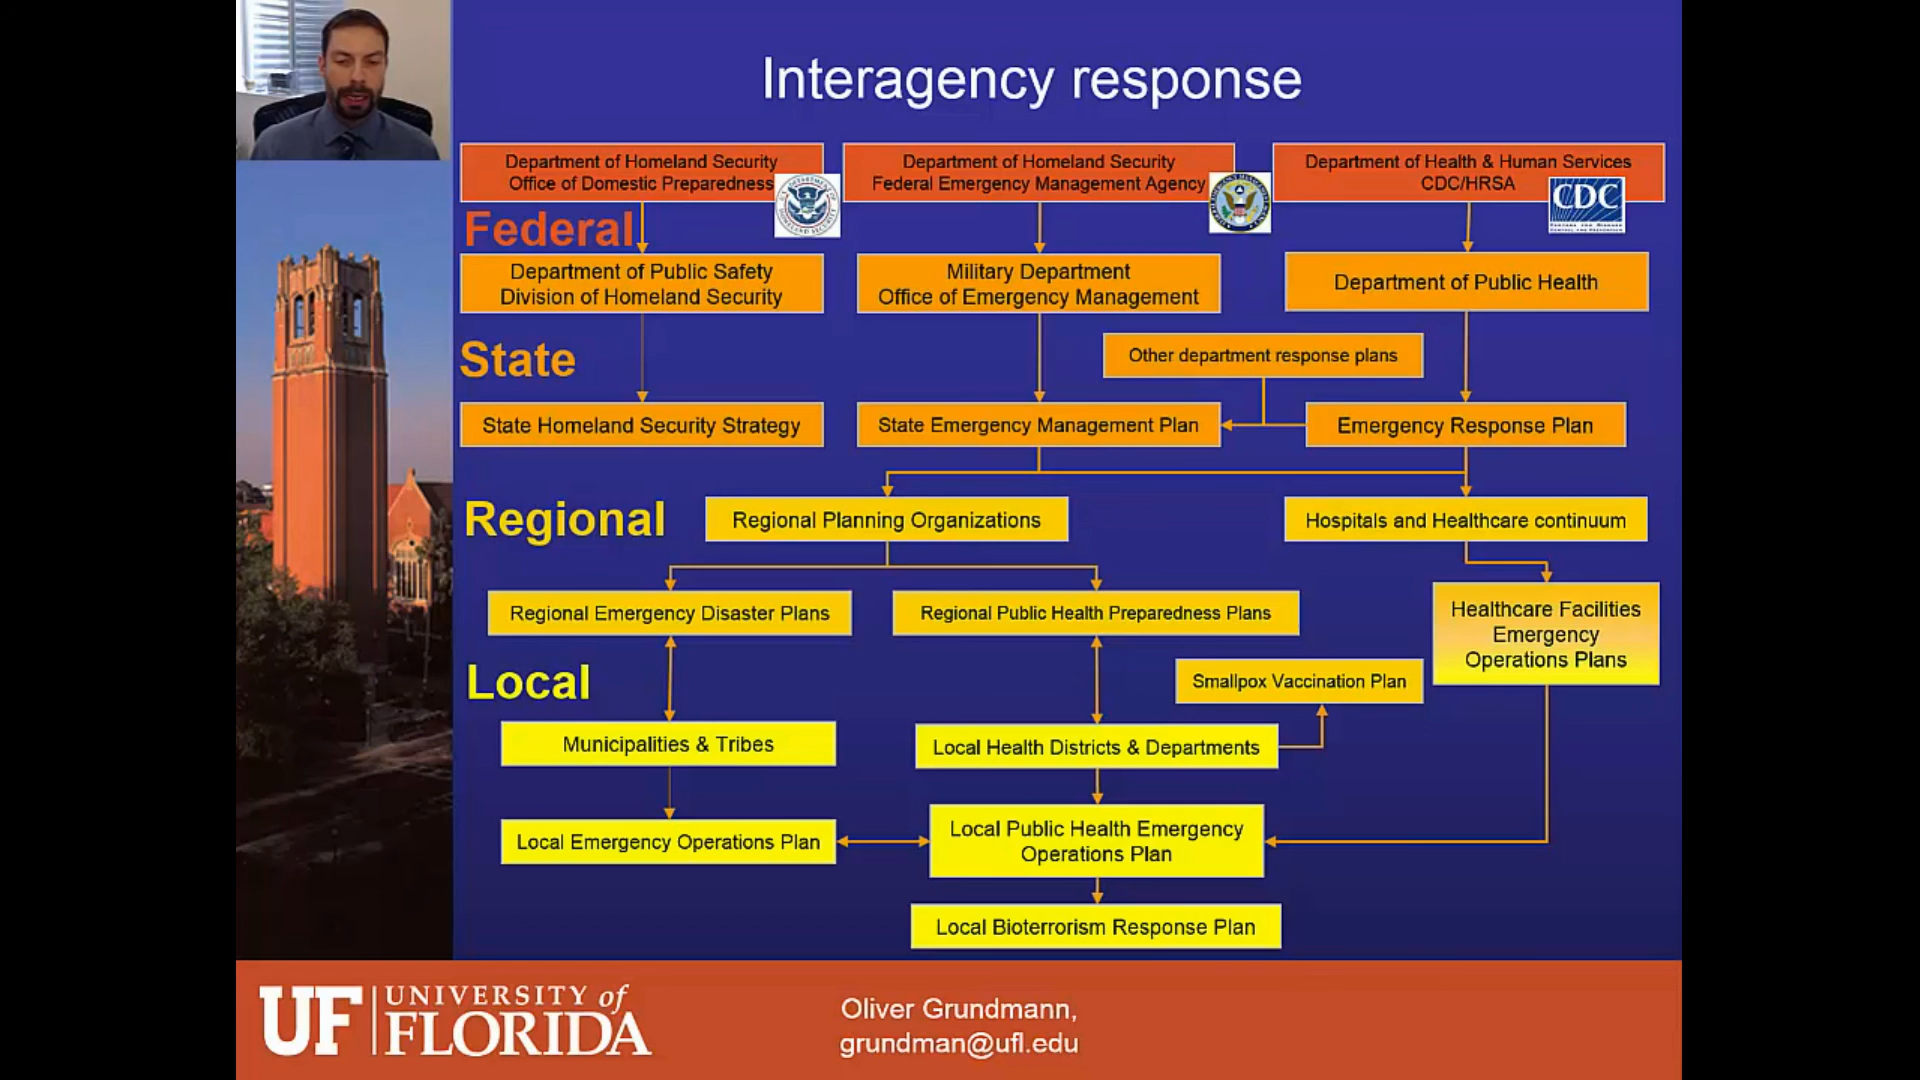 Interagency response
Department of Homeland Security
Office of Domestic Preparedness
Department of Homeland Security
Federal Emergency Management Agency
Department of Health & Human Services
CDC/HRSA
CDC
Federal
Department of Public Safety
Division of Homeland Security
Military Department
Office of Emergency Management
Department of Public Health
State
Other department response plans
State Homeland Security Strategy
State Emergency Management Plan
Emergency Response Plan
Regional
Regional Planning Organizations
Hospitals and Healthcare continuum
Regional Emergency Disaster Plans
Regional Public Health Preparedness Plans
Healthcare Facilities
Emergency
Operations Plans
Local
Smallpox Vaccination Plan
Municipalities & Tribes
Local Health Districts & Departments
Local Emergency Operations Plan
Local Public Health Emergency
Operations Plan
Local Bioterrorism Response Plan
UF UNIVERSITY of
FLORIDA
Oliver Grundmann,
grundman@ufl.edu